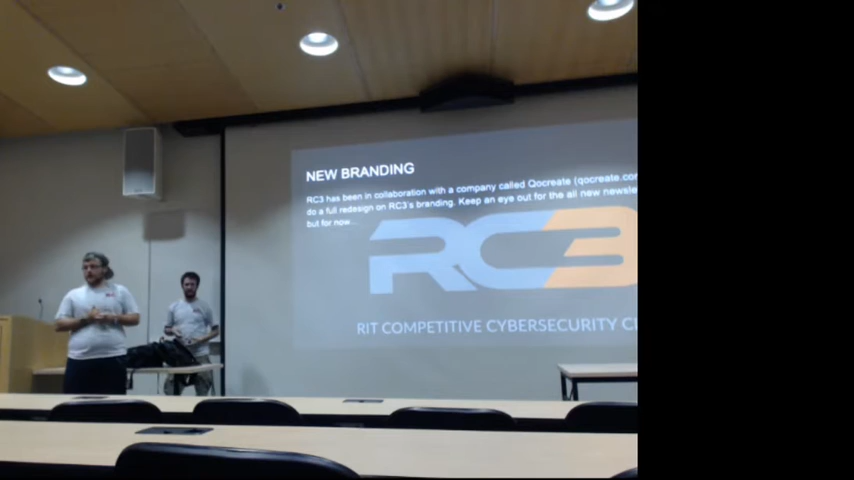 NEW BRANDING
RC3 has been in collaboration with a company called Qocreate (qocreate.com
do a full redesign on RC3's branding. Keep an eye out for the all new newsle
but for now...
RC3
RIT COMPETITIVE CYBERSECURITY C